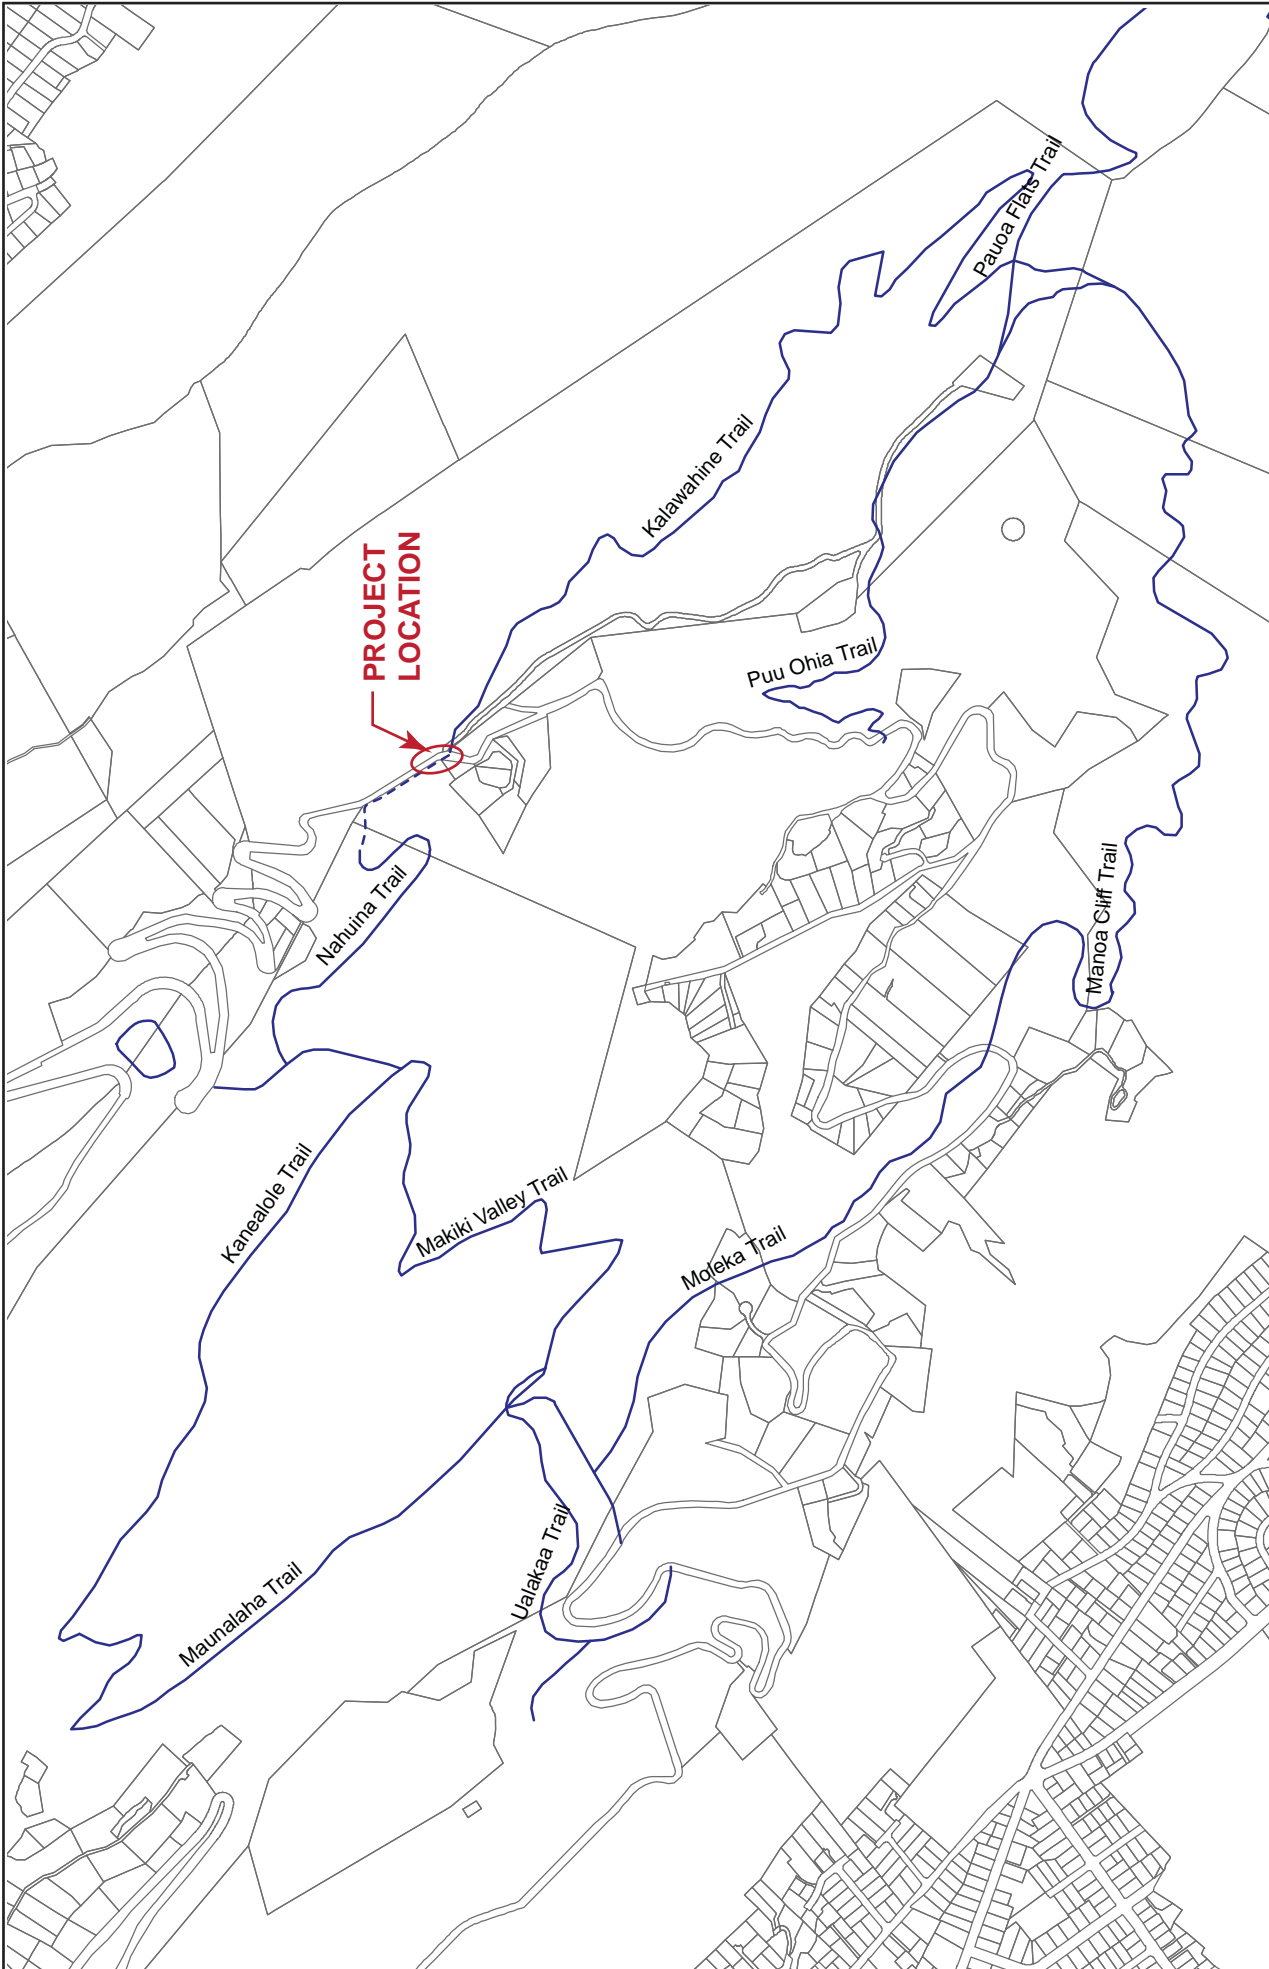 Pauoa Flats Trail
Kalawahine Trail
PROJECT
LOCATION
Puu Ohia Trail
Nahuina Trail
Manoa Cliff Trail
Kanealole Trail
Makiki Valley Trail
Moleka Trail
Ualakaa Trail
Maunalaha Trail